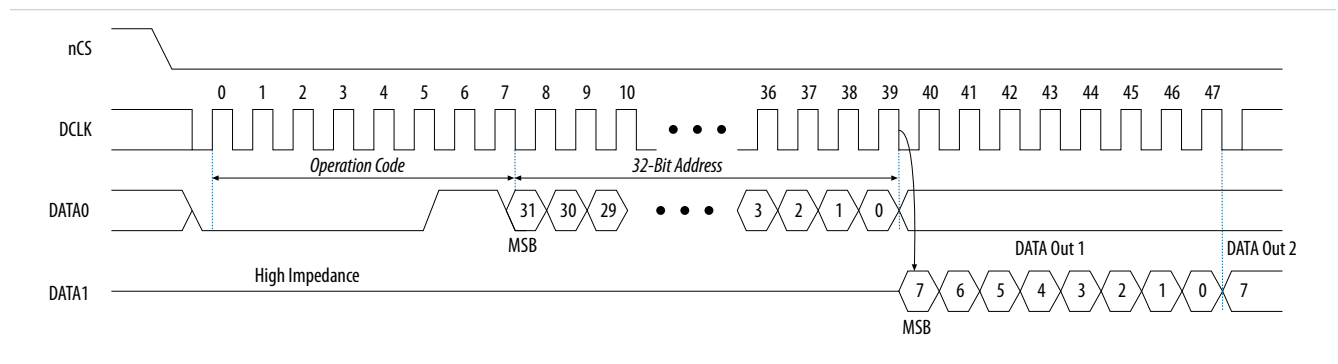 nCS
0 1 2 3 4 5 6 7 8 9 10 36 37 38 39 40 41 42 43 44 45 46 47
DCLK
Operation Code 32-Bit Address
DATA0 31 30 29 3 2 1 0
MSB DATA Out 1 DATA Out 2
High Impedance
DATA1 7 6 5 4 3 2 1 0 7
MSB